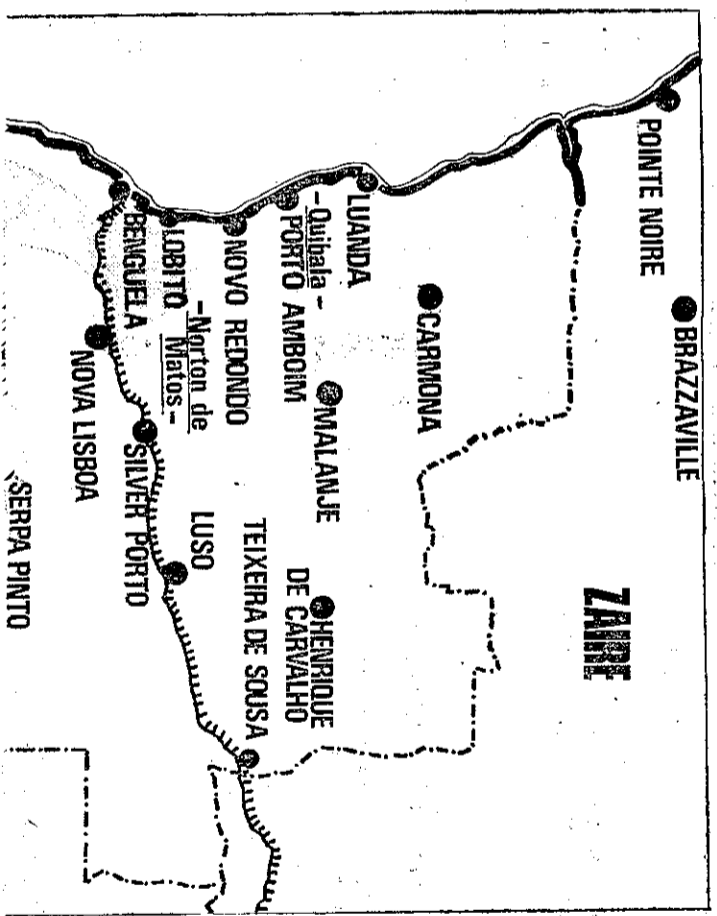 POINTE NOIRE
BRAZZAVILLE
ZAIRE
CARMONA
LUANDA
-Quibala-
PORTO AMBOIM
MALANJE
HENRIQUE
DE CARVALHO
NOVO REDONDO
-Norton de
Matos-
TEIXEIRA DE SOUSA
LOBITO
LUSO
BENGUELA
SILVER PORTO
NOVA LISBOA
SERPA PINTO